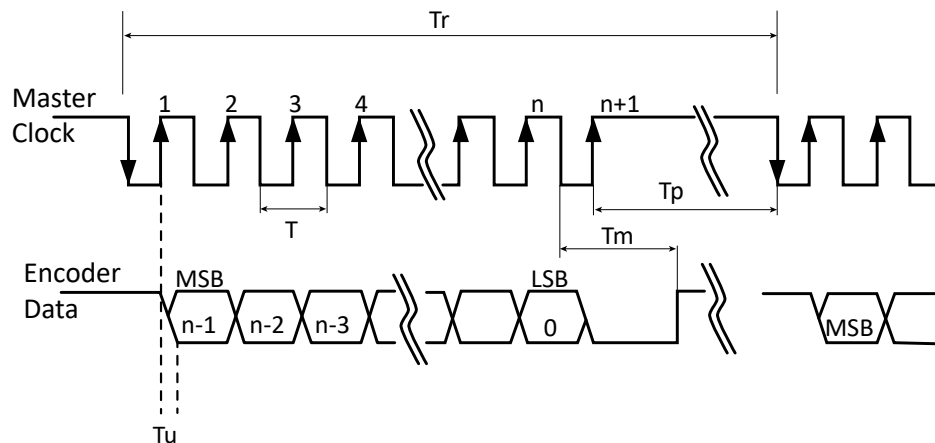 Tr
Master
Clock
1 2 3 4 n n+1
T
Tp
Tm
Encoder
Data
MSB LSB
n-1 n-2 n-3 0 MSB
Tu